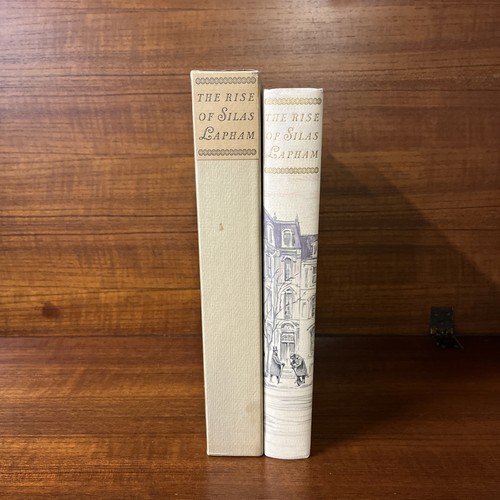 THE RISE
OF SILAS
LAPHAM
THE RISE
OF SILAS
LAPHAM